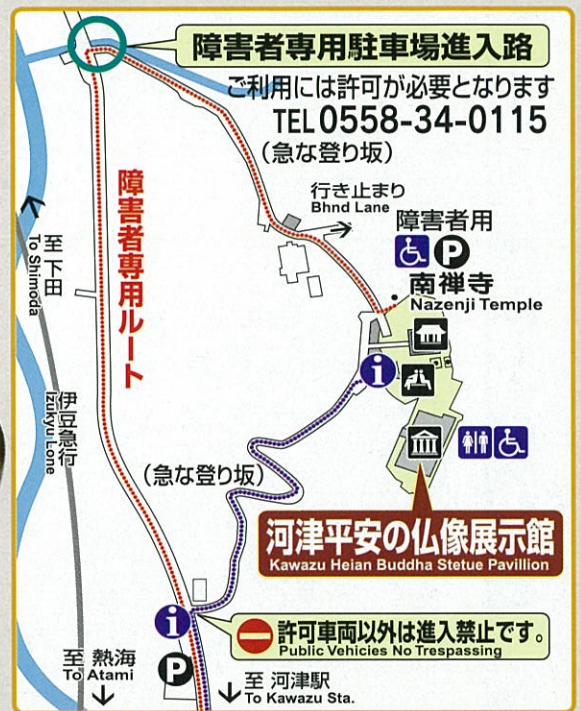 障害者専用駐車場進入路
ご利用には許可が必要となります
TEL 0558-34-0115
(急な登り坂)
行き止まり
Bhnd Lane
障害者用
P
南禅寺
Nazenji Temple
至 下田
To Shimoda
障害者専用ルート
伊豆急行
Izukyu Lone
i
(急な登り坂)
河津平安の仏像展示館
Kawazu Heian Buddha Stetue Pavillion
i
許可車両以外は進入禁止です。
Public Vehicles No Trespassing
至 熱海
To Atami
P
至 河津駅
To Kawazu Sta.